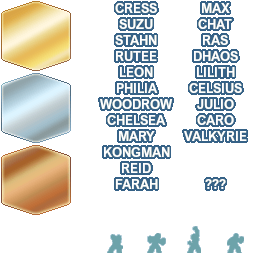 CRESS
SUZU
STAHN
RUTEE
LEON
PHILIA
WOODROW
CHELSEA
MARY
KONGMAN
REID
FARAH
MAX
CHAT
RAS
DHAOS
LILITH
CELSIUS
JULIO
CARO
VALKYRIE
???